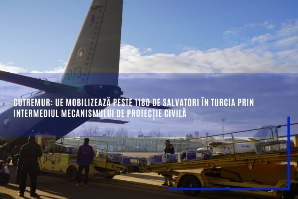 CUTREMUR: UE MOBILIZEAZĂ PESTE 1180 DE SALVATORI ÎN TURCIA PRIN
INTERMEDIUL MECANISMULUI DE PROTECȚIE CIVILĂ